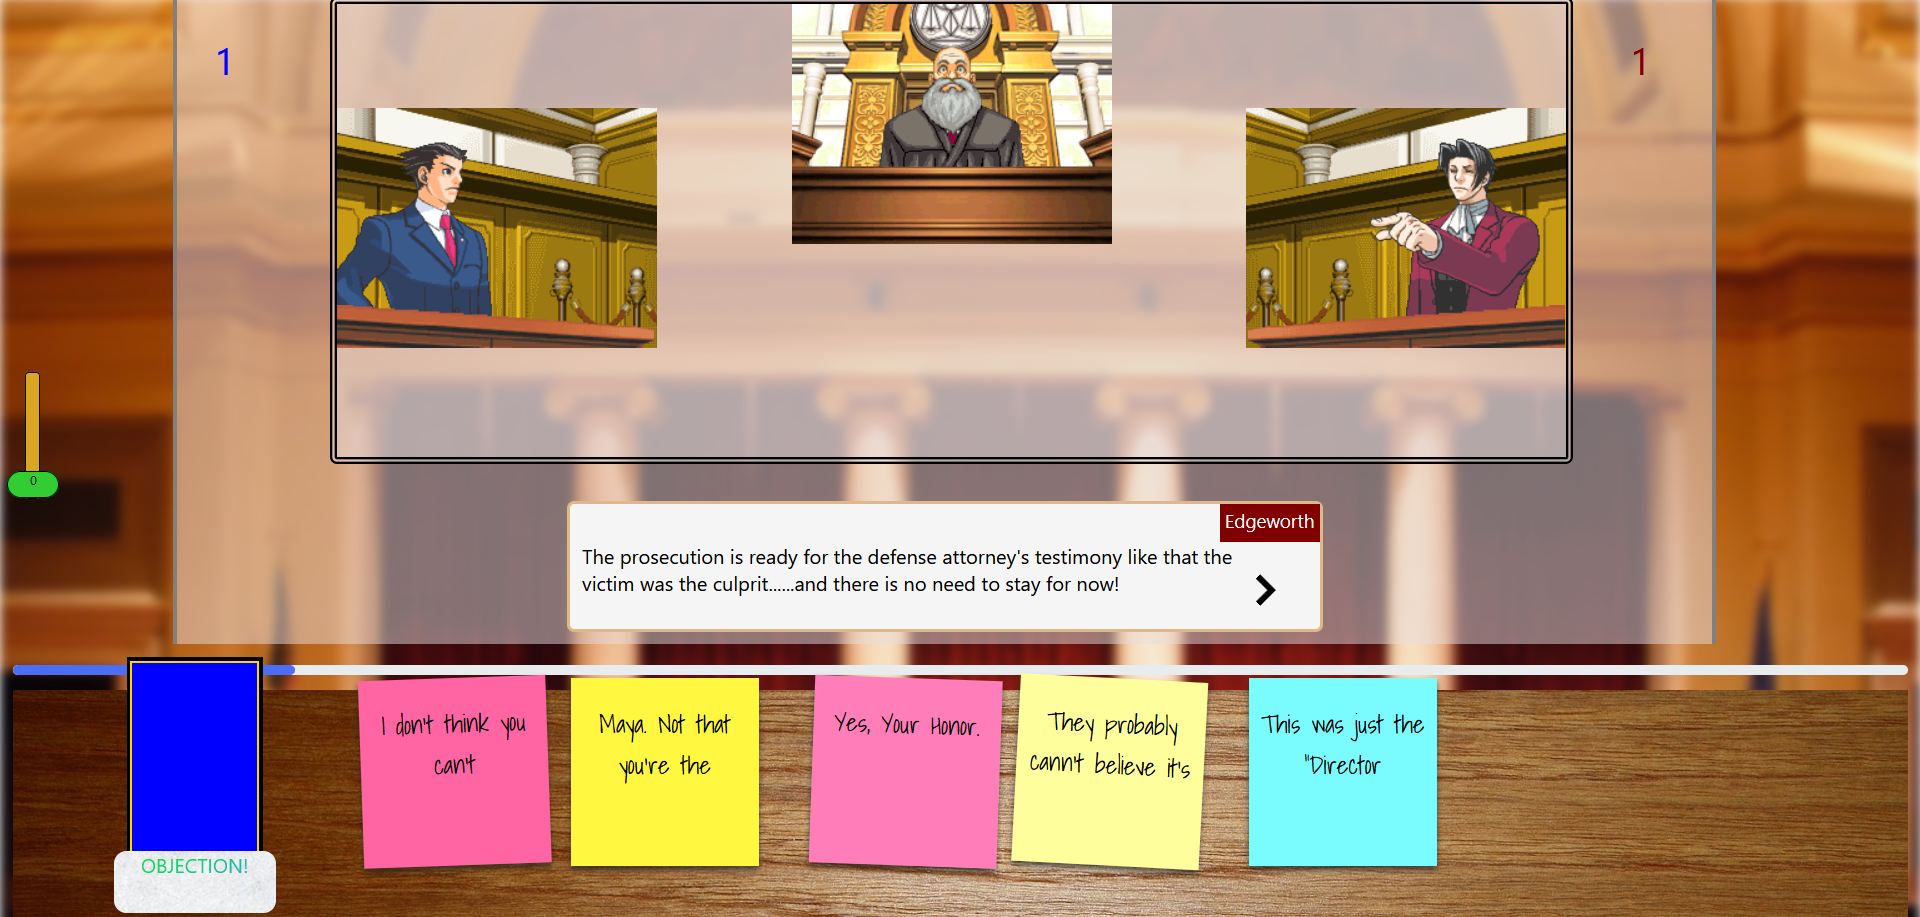 1
1
0
Edgeworth
The prosecution is ready for the defense attorney's testimony like that the
victim was the culprit......and there is no need to stay for now!
OBJECTION!
I don't think you
can't
Maya. Not that
you're the
Yes, Your Honor.
They probably
cann't believe it's
This was just the
"Director